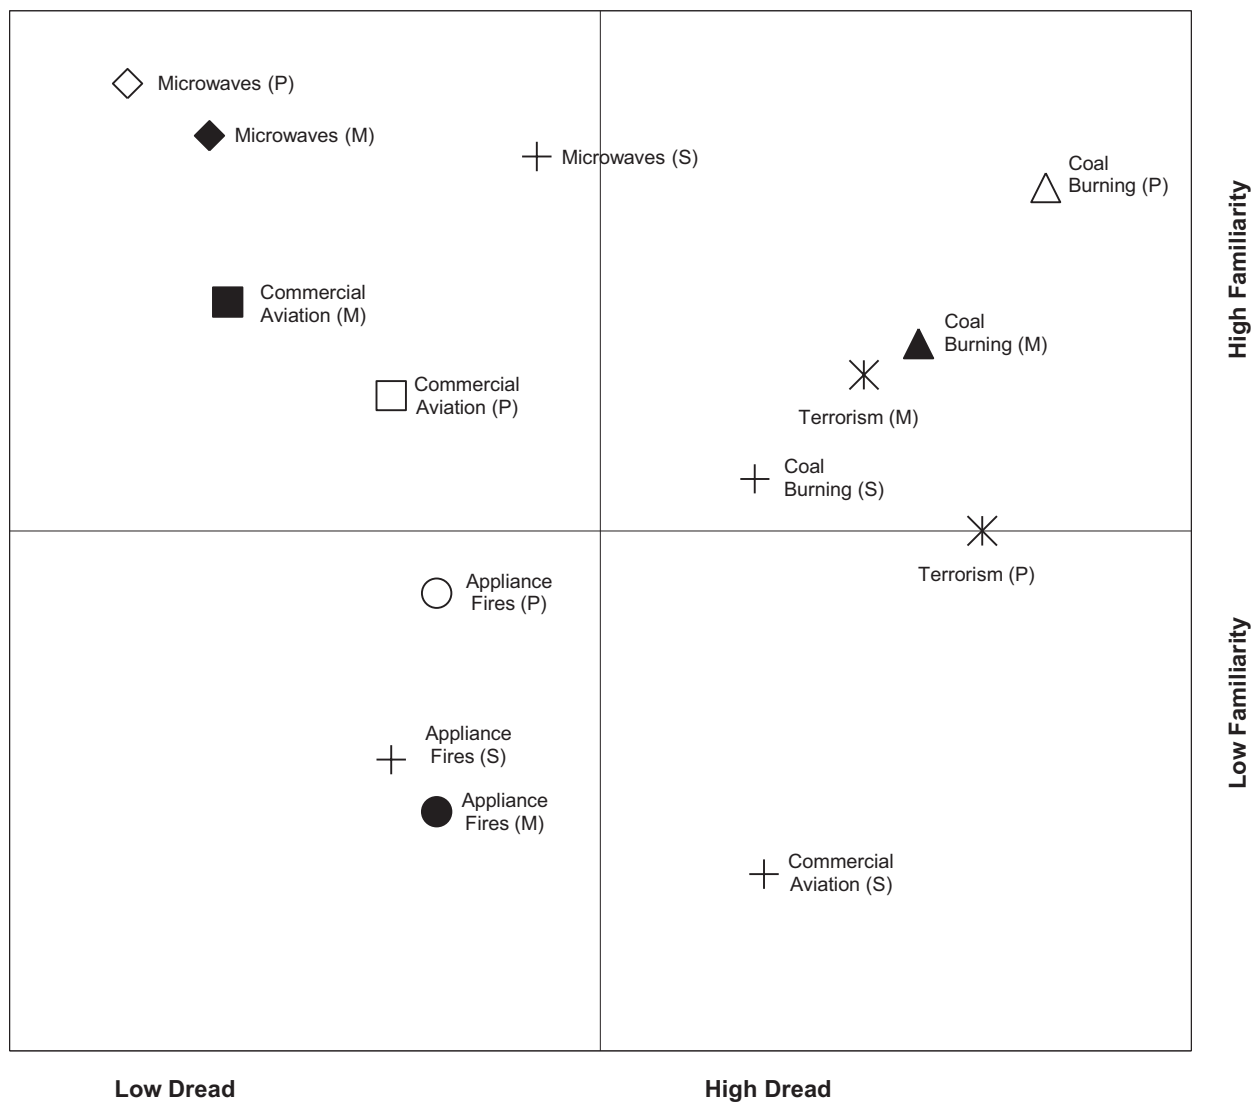 Microwaves (P)
Microwaves (M)
Microwaves (S)
Coal
Burning (P)
Commercial
Aviation (M)
Coal
Burning (M)
Commercial
Aviation (P)
Terrorism (M)
Coal
Burning (S)
Terrorism (P)
Appliance
Fires (P)
Appliance
Fires (S)
Appliance
Fires (M)
Commercial
Aviation (S)
High Familiarity
Low Familiarity
Low Dread
High Dread